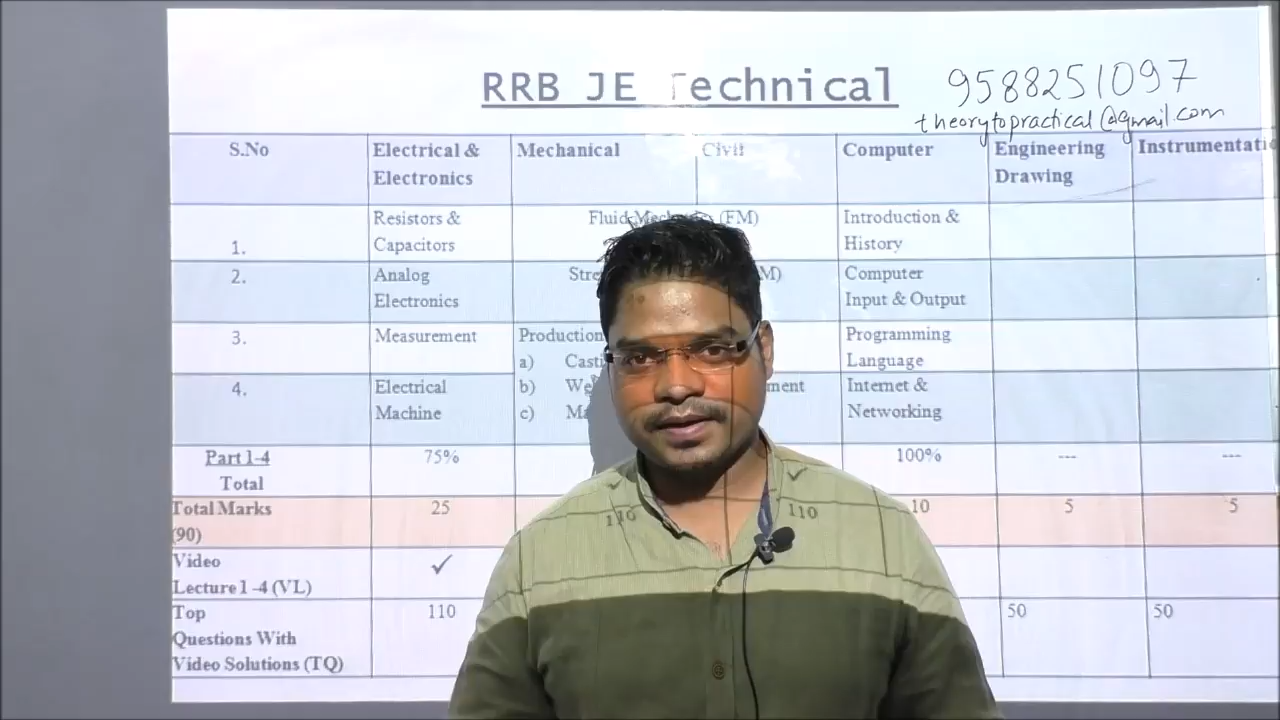 RRB JE Technical
9588251097
theorytopractical@gmail.com
S.No Electrical & Electronics Mechanical Civil Computer Engineering Drawing
1. Resistors & Capacitors (FM) Introduction & History
2. Analog Electronics Computer Input & Output
3. Measurement Production a) Programming Language
4. Electrical Machine b) c) Internet & Networking
Part 1-4 Total 75% 100% --- ---
Total Marks (90) 25 10 5 5
Video Lecture 1-4 (VL) ✓
Top Questions With Video Solutions (TQ) 110 110 110 50 50